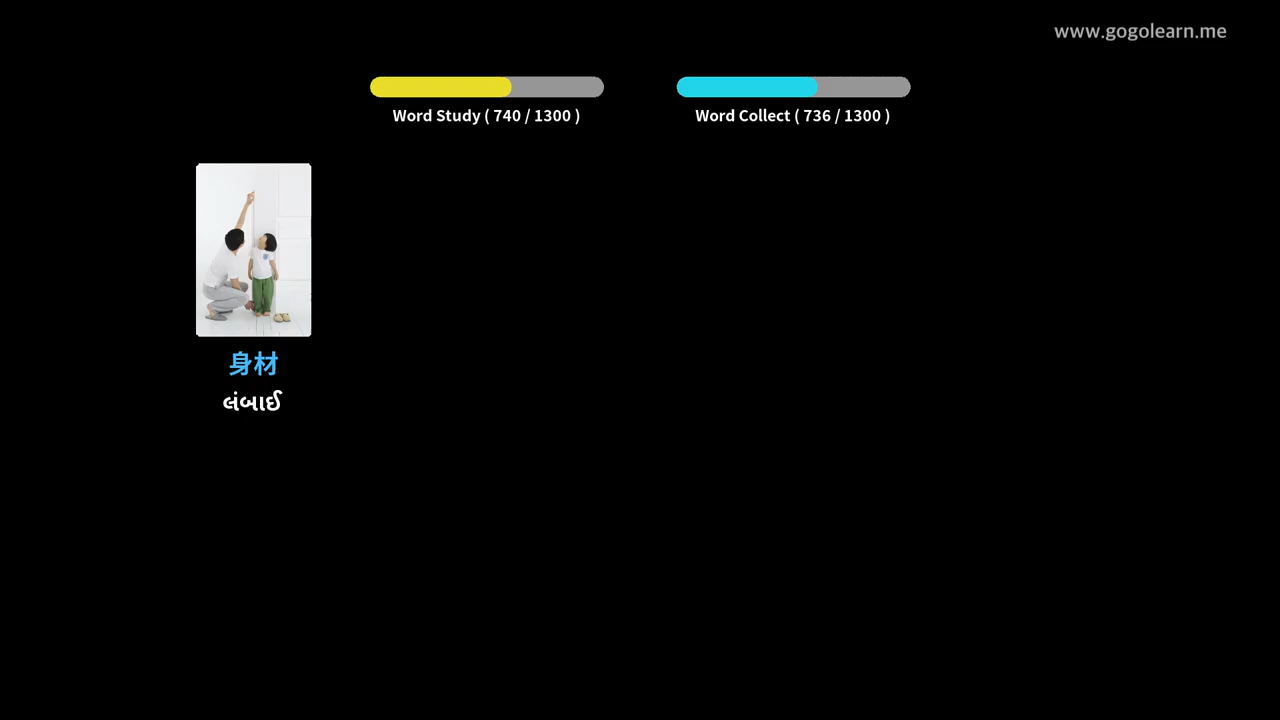 www.gogolearn.me
Word Study ( 740 / 1300 )
Word Collect ( 736 / 1300 )
身材
લંબાઈ